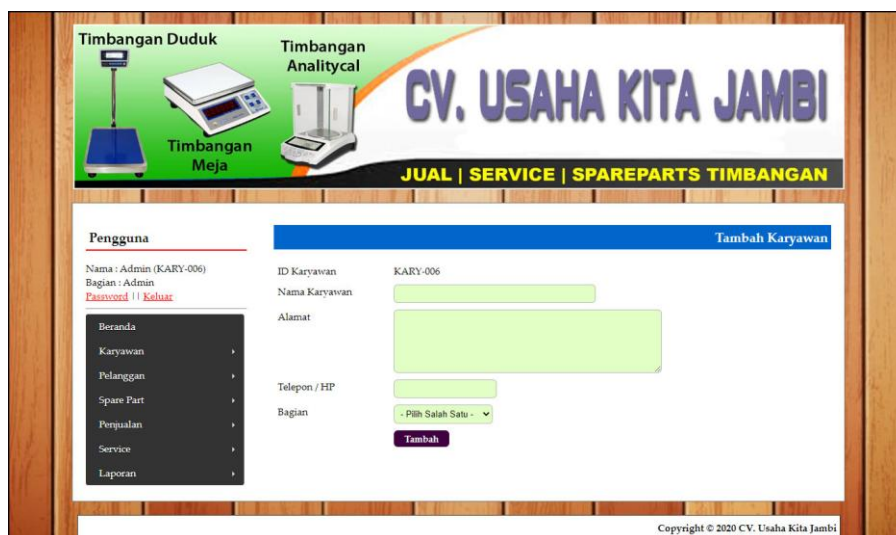 Timbangan Duduk
Timbangan
Analitycal
Timbangan
Meja
CV. USAHA KITA JAMBI
JUAL | SERVICE | SPAREPARTS TIMBANGAN
Pengguna
Nama : Admin (KARY-006)
Bagian : Admin
Password || Keluar
Beranda
Karyawan
Pelanggan
Spare Part
Penjualan
Service
Laporan
Tambah Karyawan
ID Karyawan KARY-006
Nama Karyawan
Alamat
Telepon / HP
Bagian - Pilih Salah Satu -
Tambah
Copyright © 2020 CV. Usaha Kita Jambi